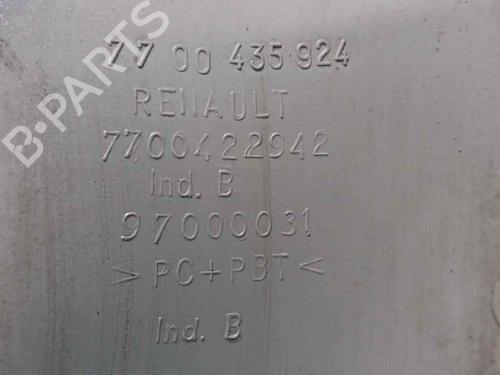 B-PARTS
77 00 435 924
RENAULT
7700422942
Ind. B
97000031
> PC + PBT <
Ind. B